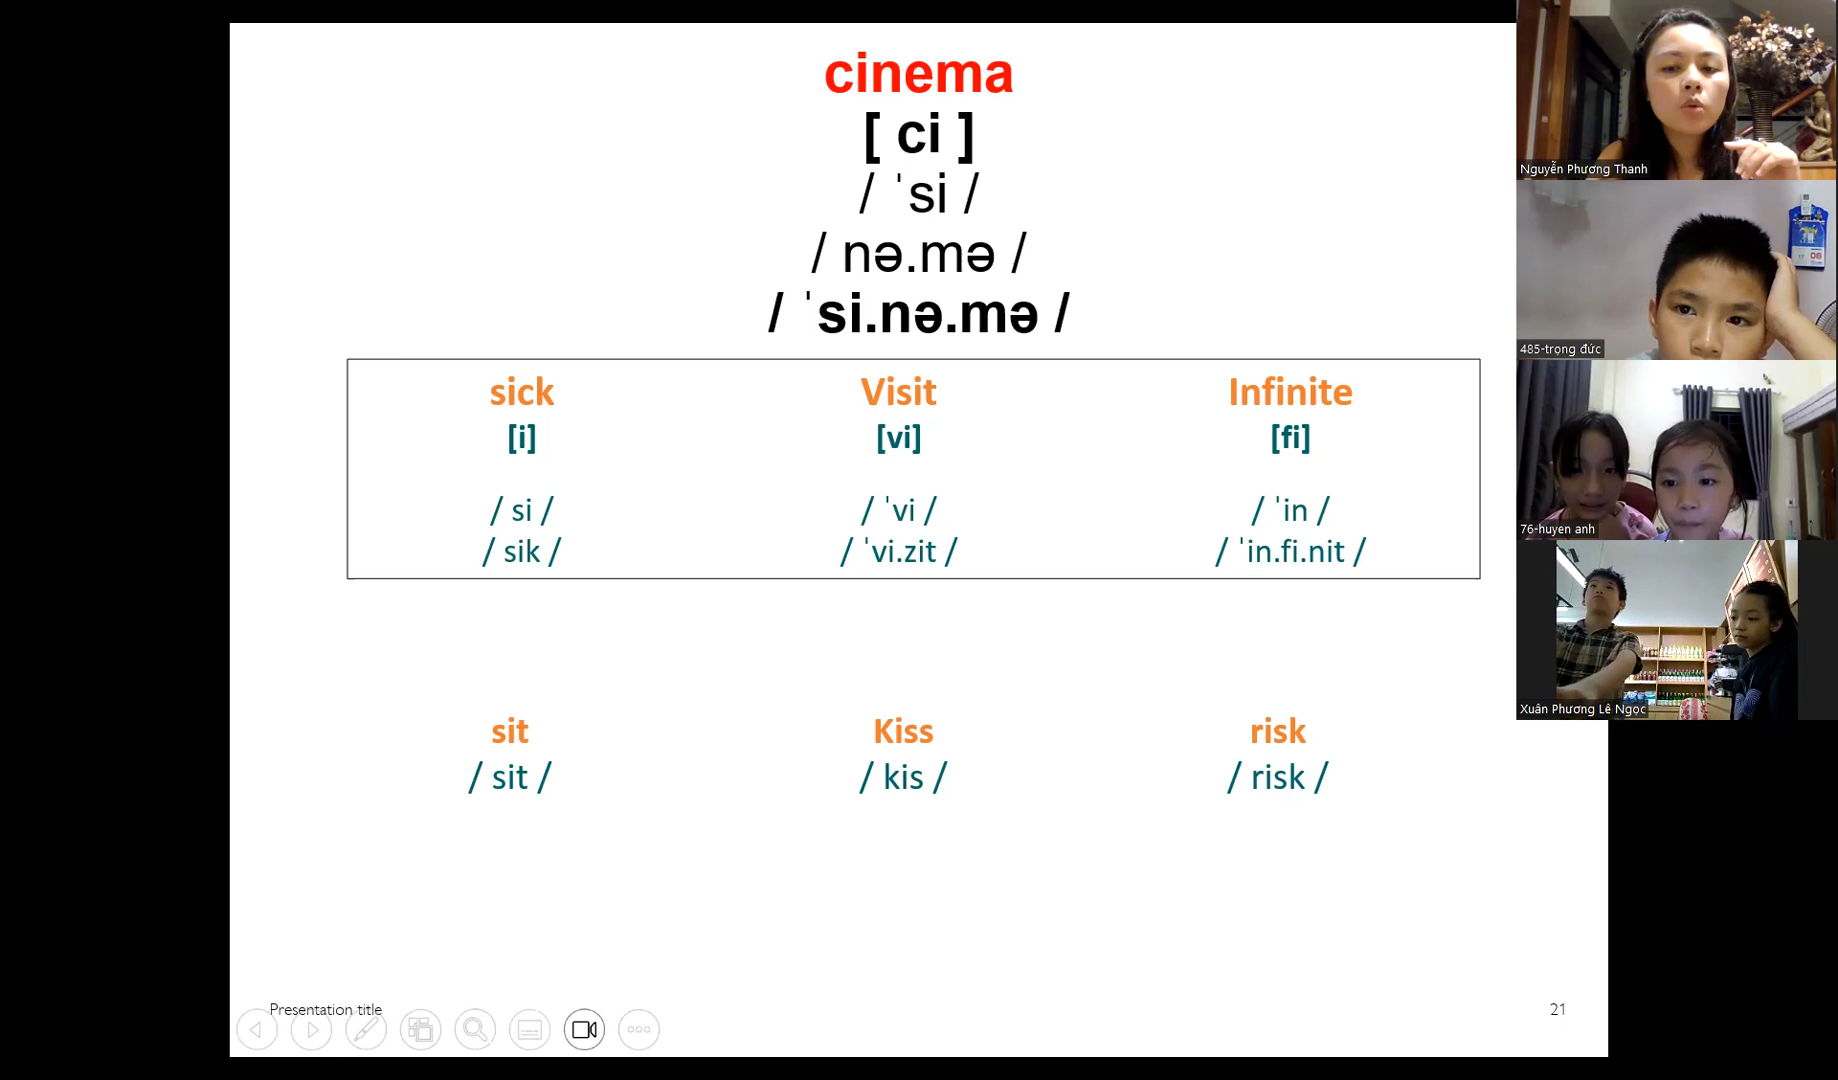 cinema
[ ci ]
/ ˈsi /
/ nə.mə /
/ ˈsi.nə.mə /
sick Visit Infinite
[i] [vi] [fi]
/ si / / ˈvi / / ˈin /
/ sik / / ˈvi.zit / / ˈin.fi.nit /
sit Kiss risk
/ sit / / kis / / risk /
Presentation title
21
Nguyễn Phương Thanh
485-trọng đức
76-huyen anh
Xuân Phương Lê Ngọc